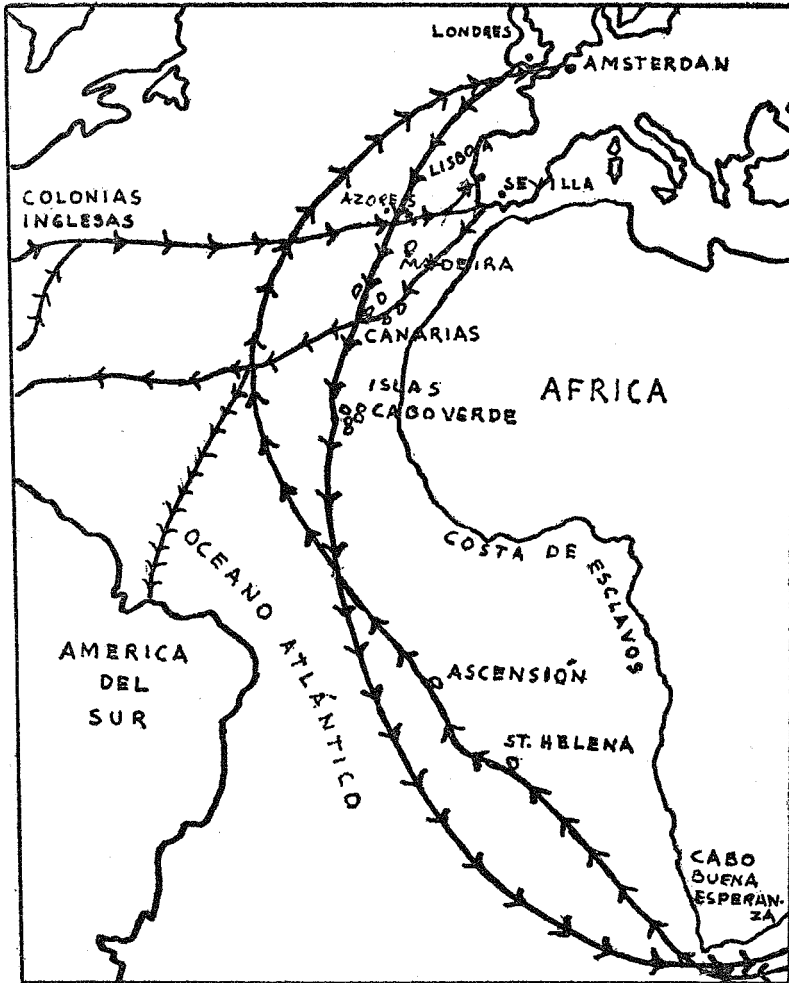 LONDRES
AMSTERDAN
LISBOA
SEVILLA
AZORES
COLONIAS
INGLESAS
MADEIRA
CANARIAS
ISLAS
CABO VERDE
AFRICA
COSTA DE ESCLAVOS
OCEANO ATLÁNTICO
AMERICA
DEL
SUR
ASCENSIÓN
ST. HELENA
CABO
BUENA
ESPERAN-
ZA